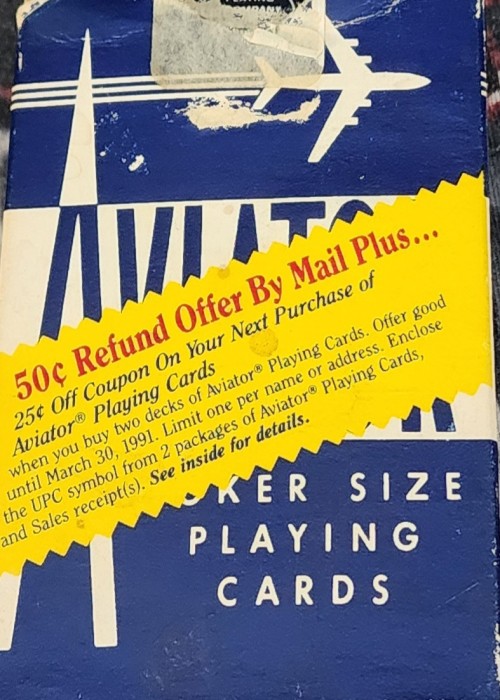 PLAYING
COMPANY
AVIATO
50¢ Refund Offer By Mail Plus...
25¢ Off Coupon On Your Next Purchase of
Aviator® Playing Cards
when you buy two decks of Aviator® Playing Cards. Offer good
until March 30, 1991. Limit one per name or address. Enclose
the UPC symbol from 2 packages of Aviator® Playing Cards,
and Sales receipt(s). See inside for details.
KER SIZE
PLAYING
CARDS